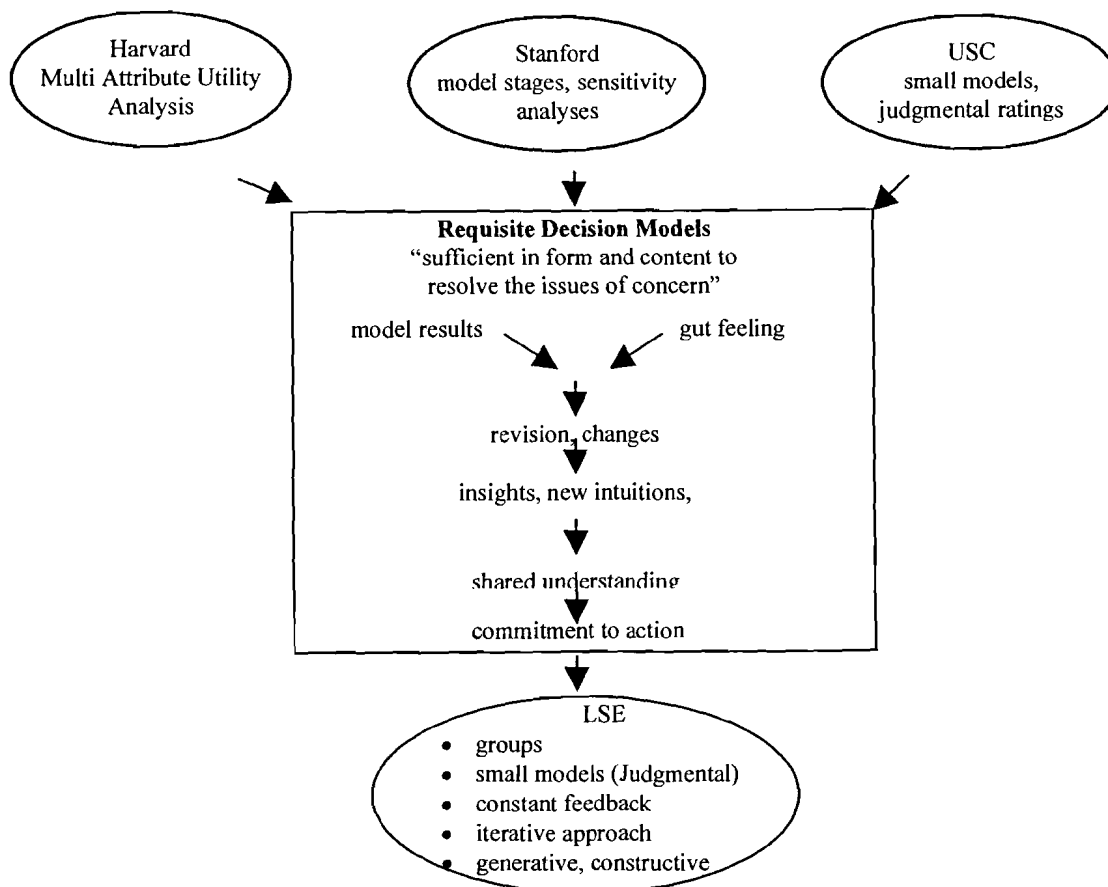 Harvard
Multi Attribute Utility
Analysis
Stanford
model stages, sensitivity
analyses
USC
small models,
judgmental ratings
Requisite Decision Models
“sufficient in form and content to
resolve the issues of concern”
model results
gut feeling
revision, changes
insights, new intuitions,
shared understanding
commitment to action
LSE
• groups
• small models (Judgmental)
• constant feedback
• iterative approach
• generative, constructive